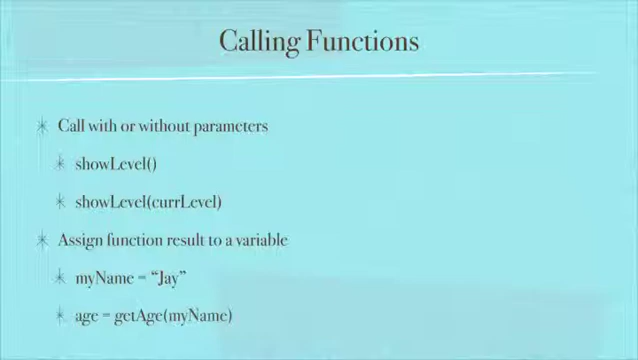 Calling Functions
Call with or without parameters
showLevel()
showLevel(currLevel)
Assign function result to a variable
myName = “Jay”
age = getAge(myName)